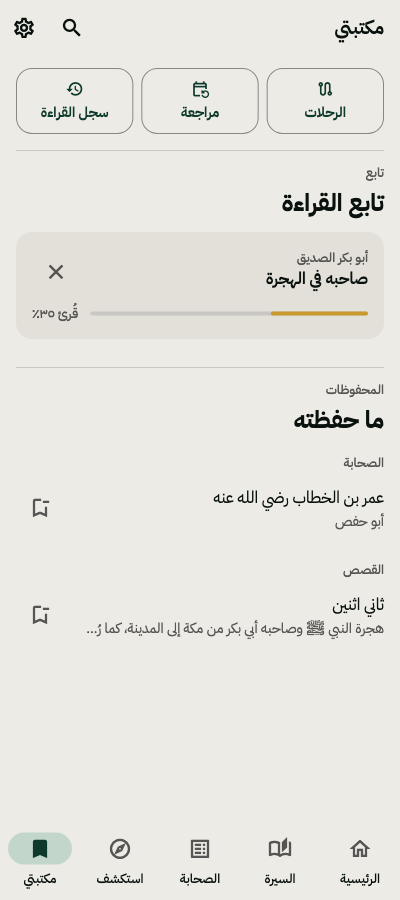 مكتبتي
الرحلات
مراجعة
سجل القراءة
تابع
تابع القراءة
أبو بكر الصديق
صاحبه في الهجرة
قُرئ ٣٥٪
المحفوظات
ما حفظته
الصحابة
عمر بن الخطاب رضي الله عنه
أبو حفص
القصص
ثاني اثنين
هجرة النبي ﷺ وصاحبه أبي بكر من مكة إلى المدينة، كما رُ...
الرئيسية
السيرة
الصحابة
استكشف
مكتبتي